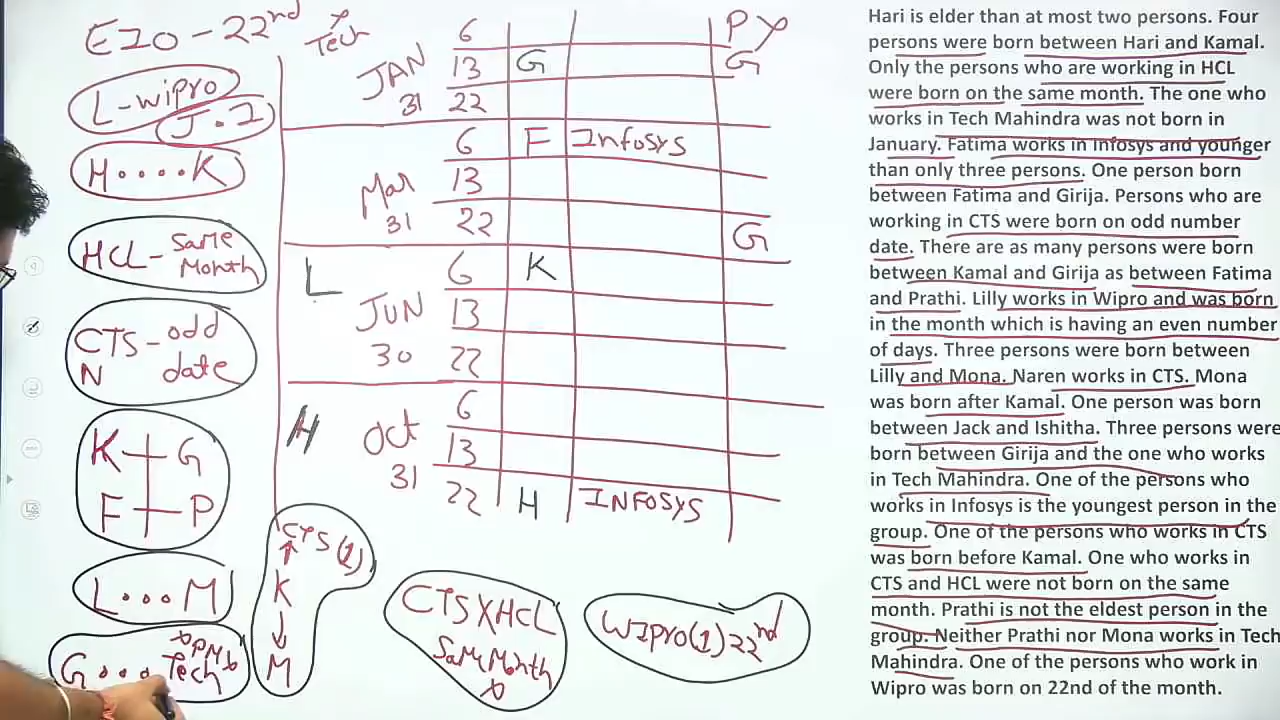 EIO - 22nd
Tech
L - wipro
J . I
H . . . . K
HCL - Same Month
CTS - odd date
N
K G
F P
L . . . M
G . . . Tech
PM
CTS (1)
K
M
CTS X HCL
Same Month
WIPRO (1) 22nd
P Y
JAN 31
6
13 G G
22
Mar 31
6 F Infosys
13
22 G
L
JUN 30
6 K
13
22
H
Oct 31
6
13
22 H INFOSYS
Hari is elder than at most two persons. Four
persons were born between Hari and Kamal.
Only the persons who are working in HCL
were born on the same month. The one who
works in Tech Mahindra was not born in
January. Fatima works in Infosys and younger
than only three persons. One person born
between Fatima and Girija. Persons who are
working in CTS were born on odd number
date. There are as many persons were born
between Kamal and Girija as between Fatima
and Prathi. Lilly works in Wipro and was born
in the month which is having an even number
of days. Three persons were born between
Lilly and Mona. Naren works in CTS. Mona
was born after Kamal. One person was born
between Jack and Ishitha. Three persons were
born between Girija and the one who works
in Tech Mahindra. One of the persons who
works in Infosys is the youngest person in the
group. One of the persons who works in CTS
was born before Kamal. One who works in
CTS and HCL were not born on the same
month. Prathi is not the eldest person in the
group. Neither Prathi nor Mona works in Tech
Mahindra. One of the persons who work in
Wipro was born on 22nd of the month.